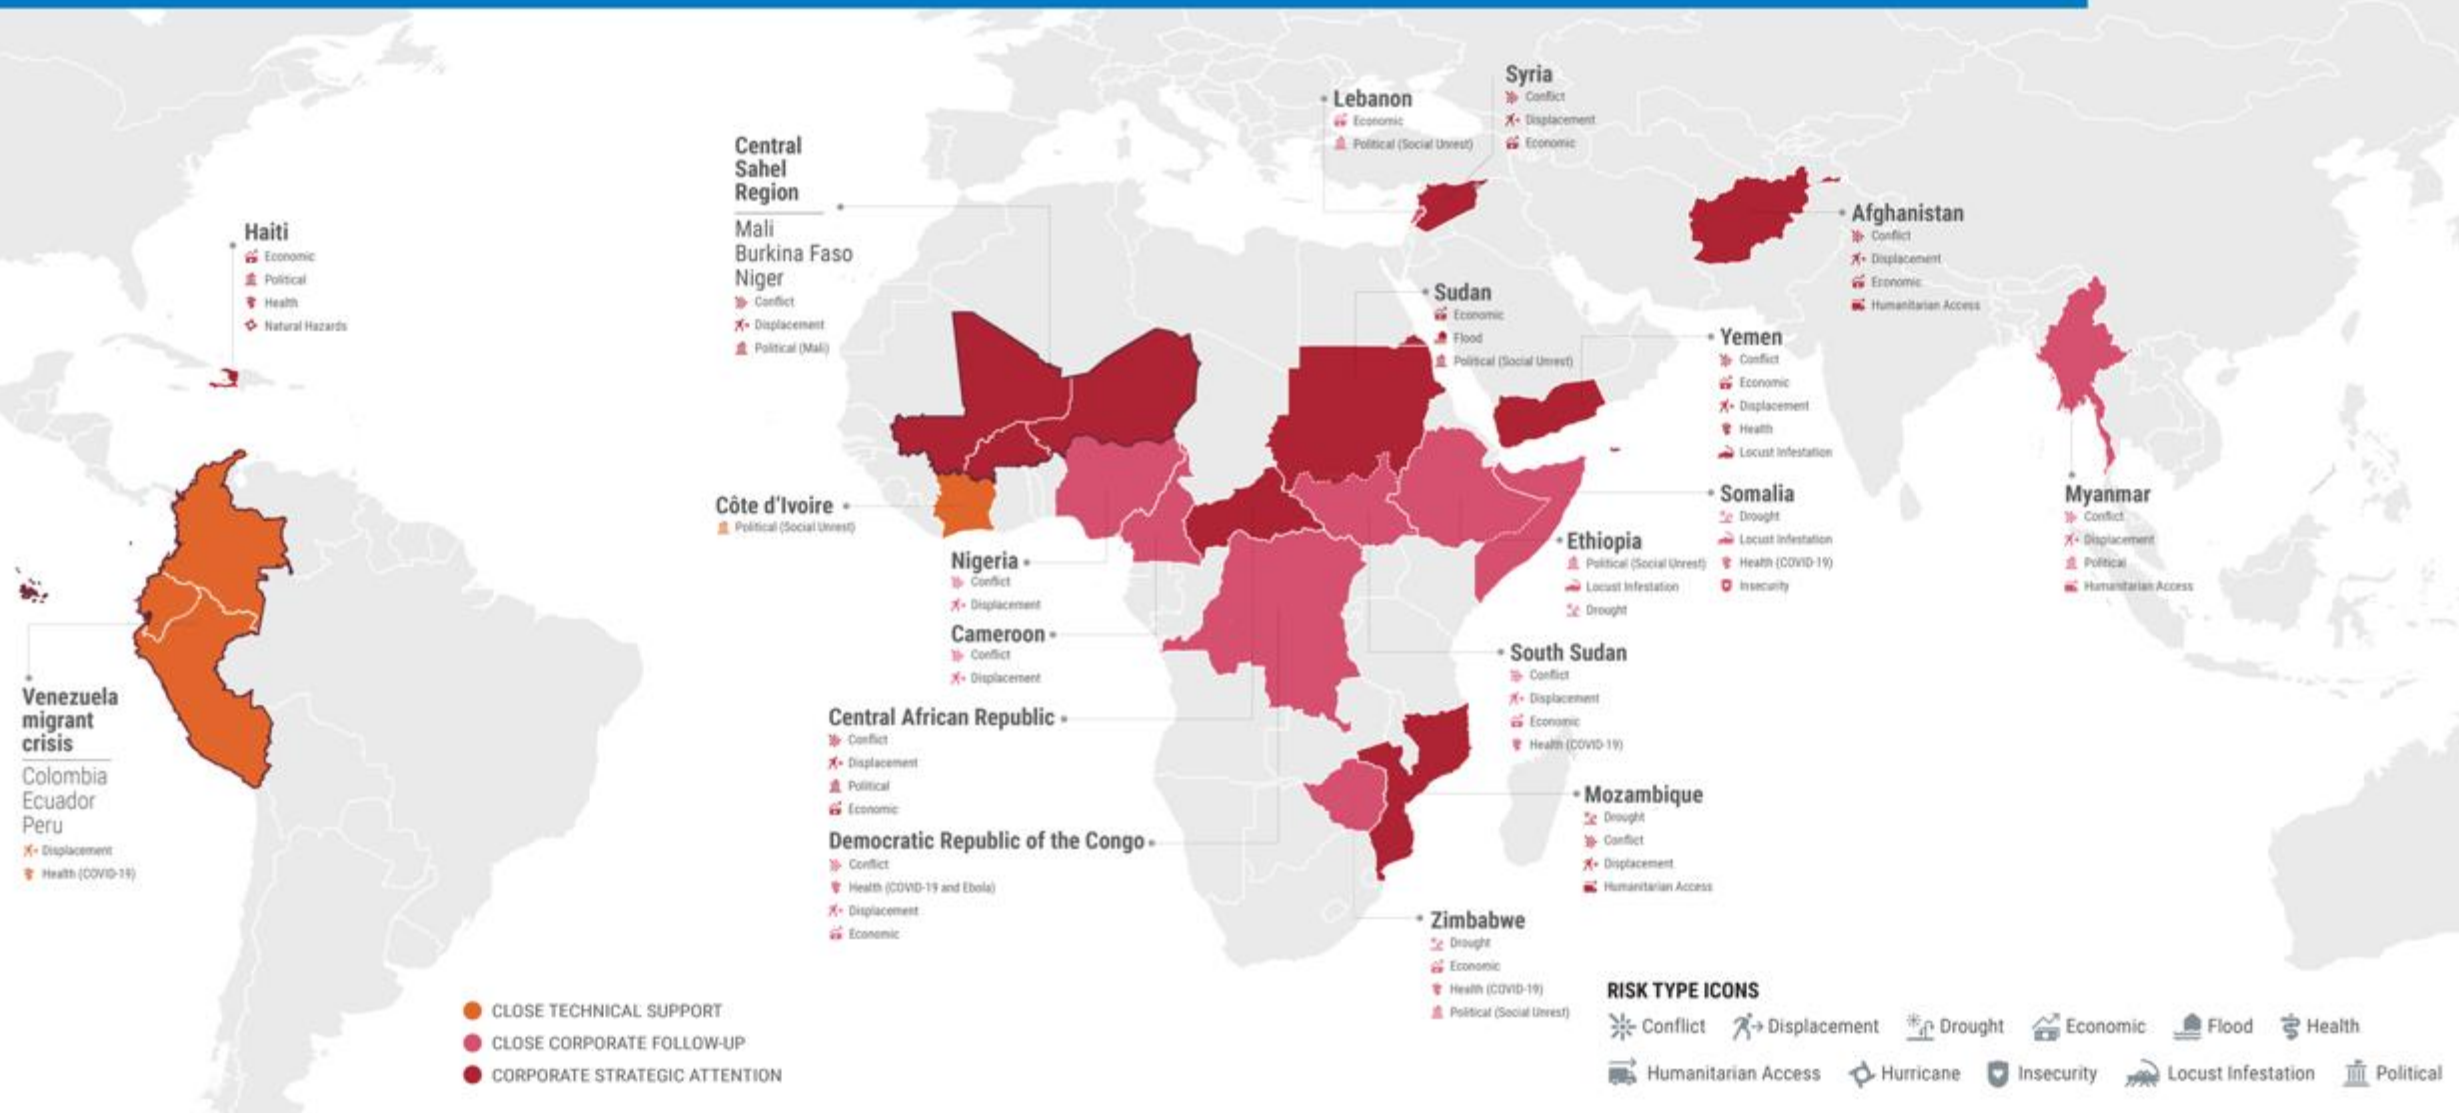 Haiti
Economic
Political
Health
Natural Hazards
Venezuela
migrant
crisis
Colombia
Ecuador
Peru
Displacement
Health (COVID-19)
Central
Sahel
Region
Mali
Burkina Faso
Niger
Conflict
Displacement
Political (Mali)
Côte d'Ivoire
Political (Social Unrest)
Nigeria
Conflict
Displacement
Cameroon
Conflict
Displacement
Central African Republic
Conflict
Displacement
Political
Economic
Democratic Republic of the Congo
Conflict
Health (COVID-19 and Ebola)
Displacement
Economic
Lebanon
Economic
Political (Social Unrest)
Syria
Conflict
Displacement
Economic
Sudan
Economic
Flood
Political (Social Unrest)
Afghanistan
Conflict
Displacement
Economic
Humanitarian Access
Yemen
Conflict
Economic
Displacement
Health
Locust Infestation
Somalia
Drought
Locust Infestation
Health (COVID-19)
Insecurity
Ethiopia
Political (Social Unrest)
Locust Infestation
Drought
South Sudan
Conflict
Displacement
Economic
Health (COVID-19)
Mozambique
Drought
Conflict
Displacement
Humanitarian Access
Zimbabwe
Drought
Economic
Health (COVID-19)
Political (Social Unrest)
Myanmar
Conflict
Displacement
Political
Humanitarian Access
CLOSE TECHNICAL SUPPORT
CLOSE CORPORATE FOLLOW-UP
CORPORATE STRATEGIC ATTENTION
RISK TYPE ICONS
Conflict Displacement Drought Economic Flood Health
Humanitarian Access Hurricane Insecurity Locust Infestation Political